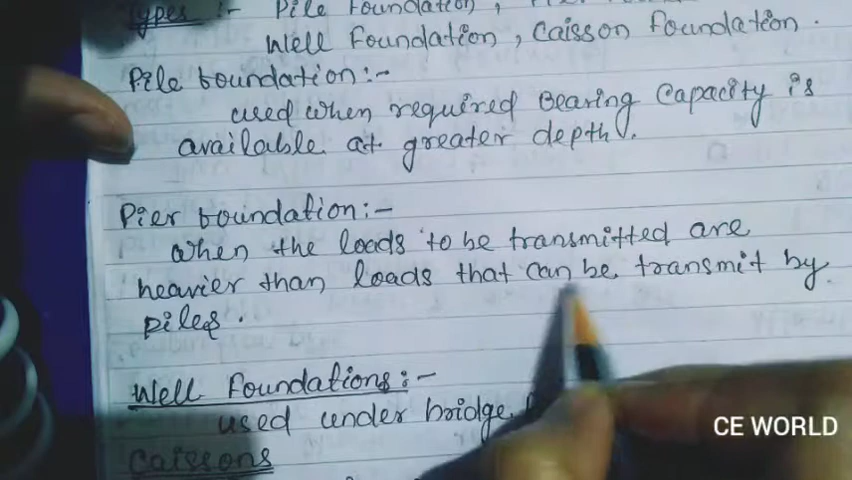 Types :- Pile Foundation,
Well Foundation, Caisson Foundation.
Pile foundation:-
used when required Bearing Capacity is
available at greater depth.
Pier foundation:-
when the loads to be transmitted are
heavier than loads that can be transmit by
piles.
Well Foundations:-
used under bridge
Caissons
CE WORLD